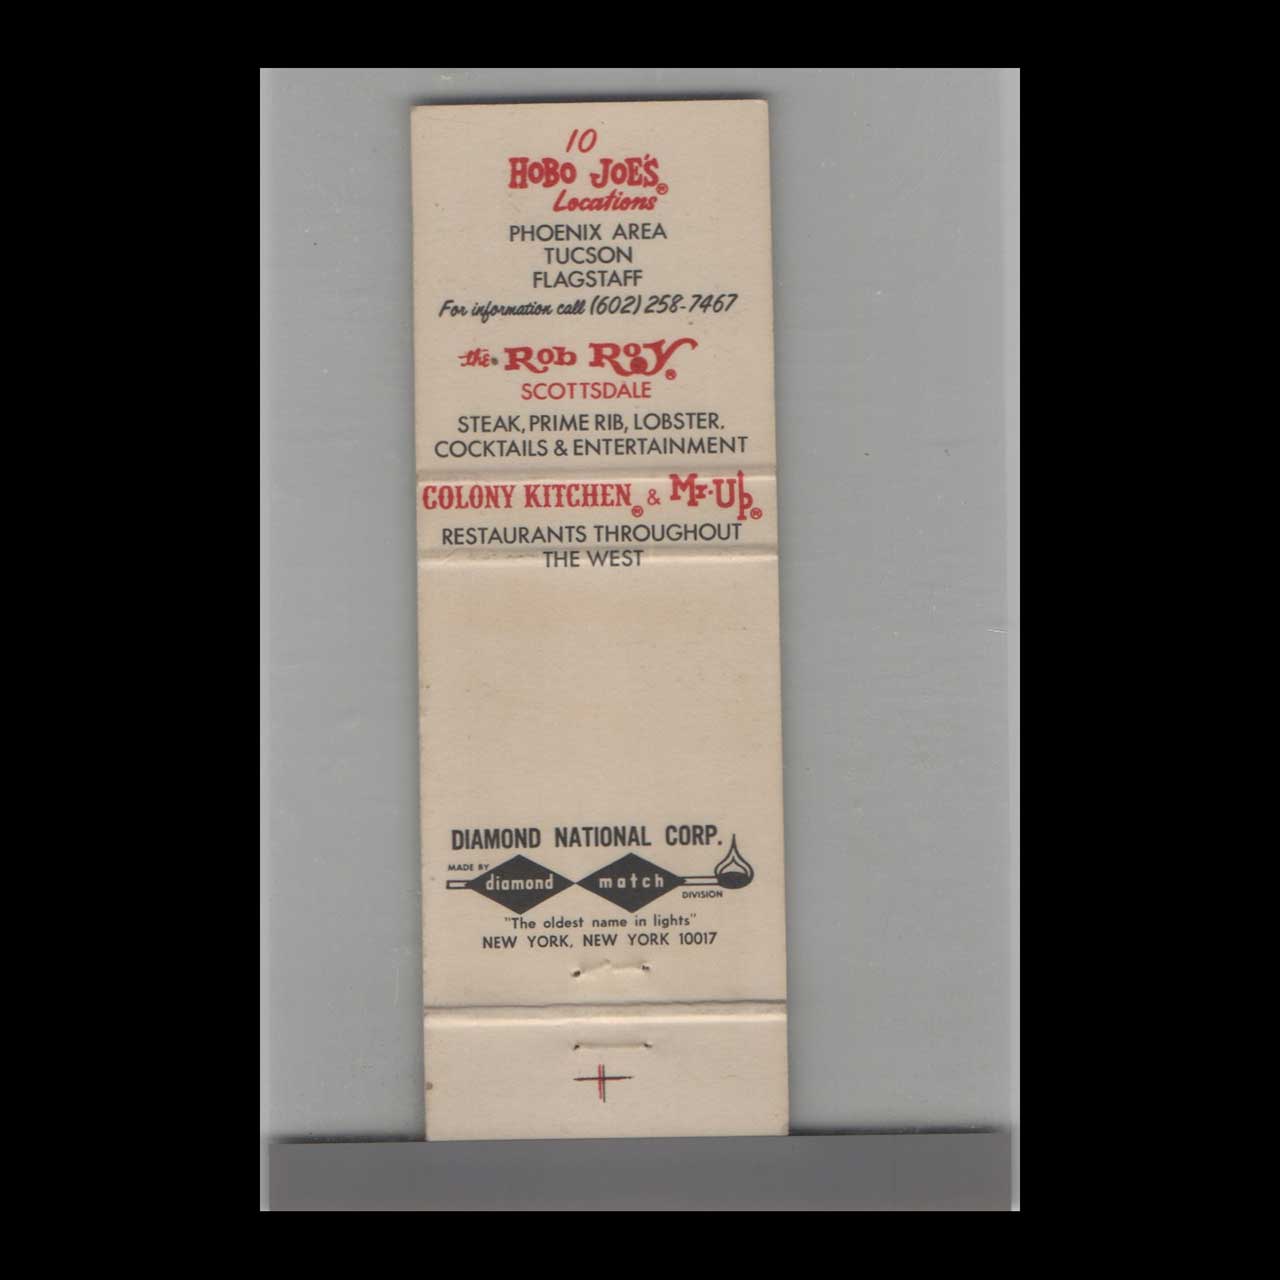 10
HOBO JOE'S®
Locations
PHOENIX AREA
TUCSON
FLAGSTAFF
For information call (602) 258-7467
the Rob Roy®
SCOTTSDALE
STEAK, PRIME RIB, LOBSTER.
COCKTAILS & ENTERTAINMENT
COLONY KITCHEN® & Mr. Up®
RESTAURANTS THROUGHOUT
THE WEST
DIAMOND NATIONAL CORP.
MADE BY
diamond match
DIVISION
"The oldest name in lights"
NEW YORK, NEW YORK 10017